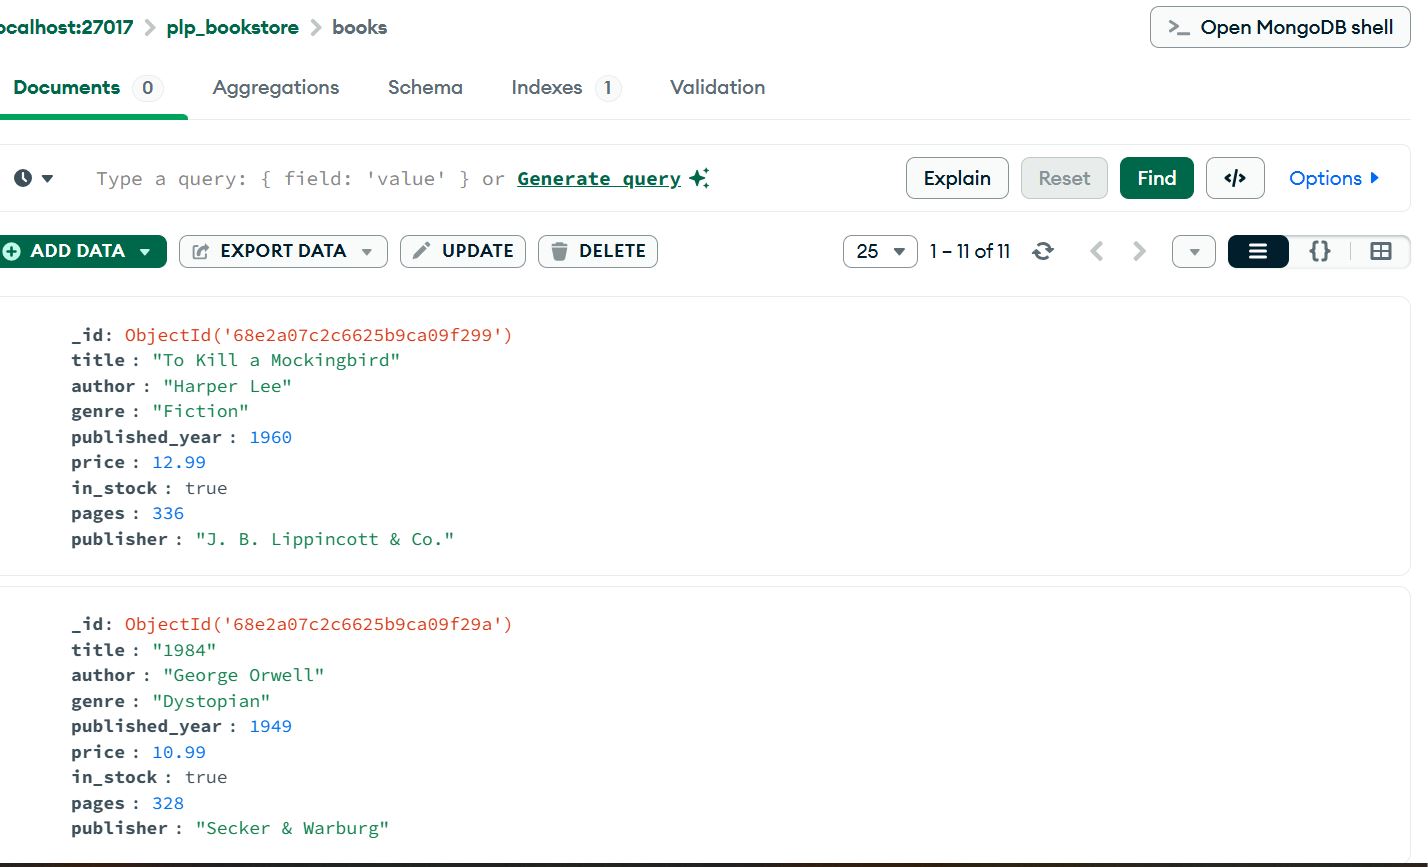 ocalhost:27017 > plp_bookstore > books
>_ Open MongoDB shell
Documents 0 Aggregations Schema Indexes 1 Validation
Type a query: { field: 'value' } or Generate query
Explain Reset Find </> Options
ADD DATA EXPORT DATA UPDATE DELETE 25 1 – 11 of 11 {}
_id: ObjectId('68e2a07c2c6625b9ca09f299')
title : "To Kill a Mockingbird"
author : "Harper Lee"
genre : "Fiction"
published_year : 1960
price : 12.99
in_stock : true
pages : 336
publisher : "J. B. Lippincott & Co."
_id: ObjectId('68e2a07c2c6625b9ca09f29a')
title : "1984"
author : "George Orwell"
genre : "Dystopian"
published_year : 1949
price : 10.99
in_stock : true
pages : 328
publisher : "Secker & Warburg"